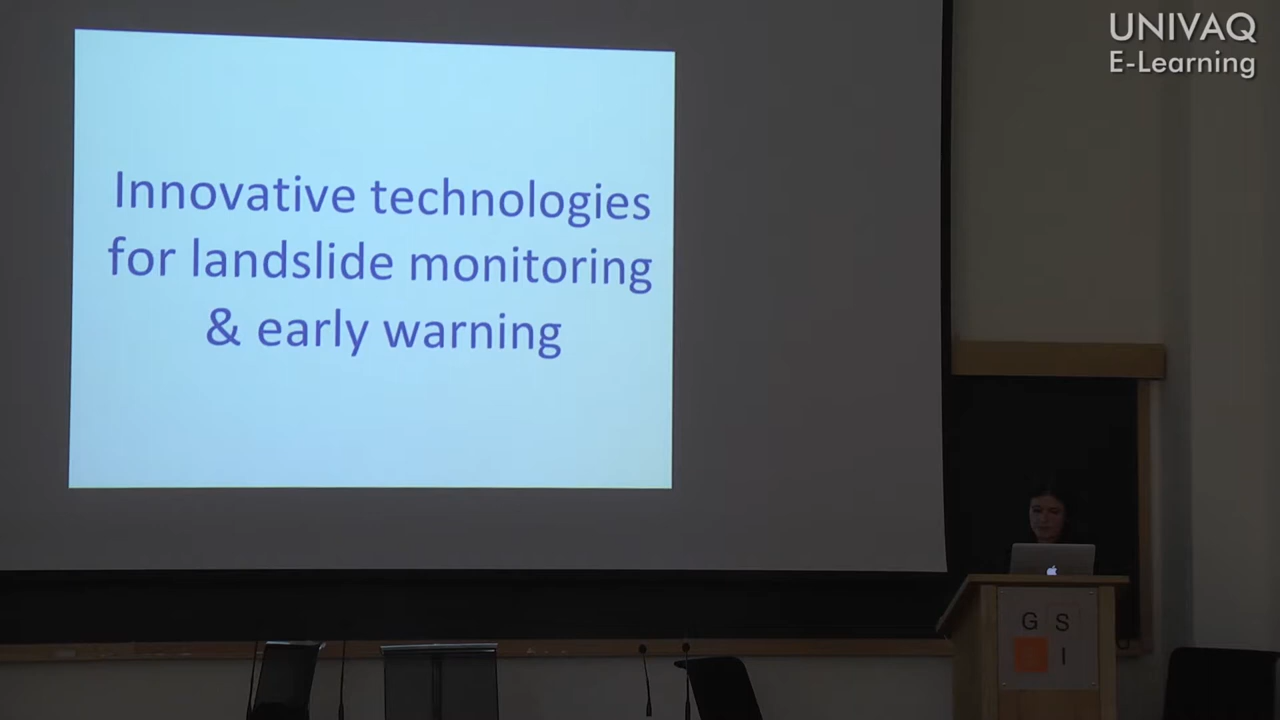 UNIVAQ
E-Learning
Innovative technologies
for landslide monitoring
& early warning
G S
I